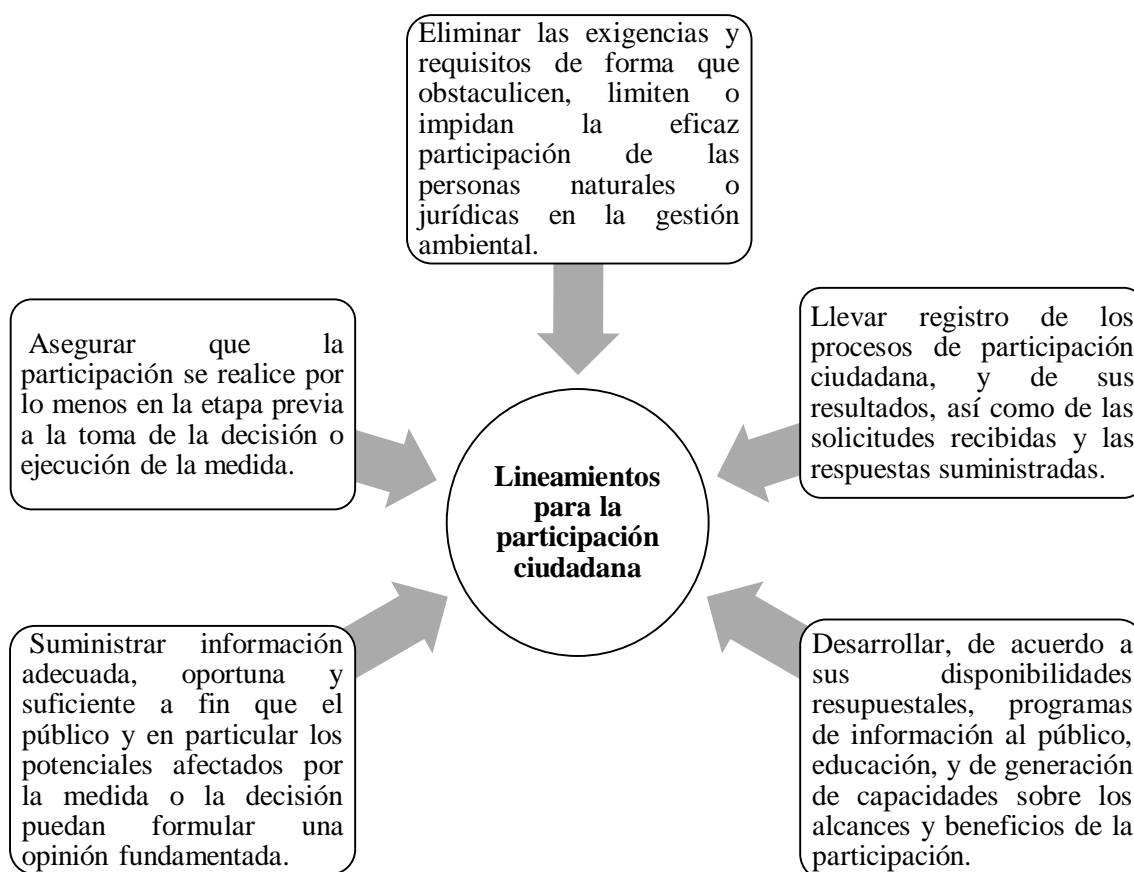 Eliminar las exigencias y
requisitos de forma que
obstaculicen, limiten o
impidan la eficaz
participación de las
personas naturales o
jurídicas en la gestión
ambiental.
Asegurar que la
participación se realice por
lo menos en la etapa previa
a la toma de la decisión o
ejecución de la medida.
Llevar registro de los
procesos de participación
ciudadana, y de sus
resultados, así como de las
solicitudes recibidas y las
respuestas suministradas.
Lineamientos
para la
participación
ciudadana
Suministrar información
adecuada, oportuna y
suficiente a fin que el
público y en particular los
potenciales afectados por
la medida o la decisión
puedan formular una
opinión fundamentada.
Desarrollar, de acuerdo a
sus disponibilidades
resupuestales, programas
de información al público,
educación, y de generación
de capacidades sobre los
alcances y beneficios de la
participación.